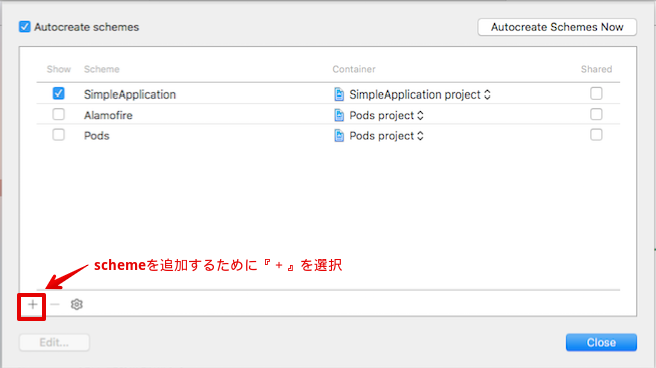 Autocreate schemes
Autocreate Schemes Now
Show Scheme Container Shared
SimpleApplication SimpleApplication project
Alamofire Pods project
Pods Pods project
schemeを追加するために『 + 』を選択
Edit...
Close